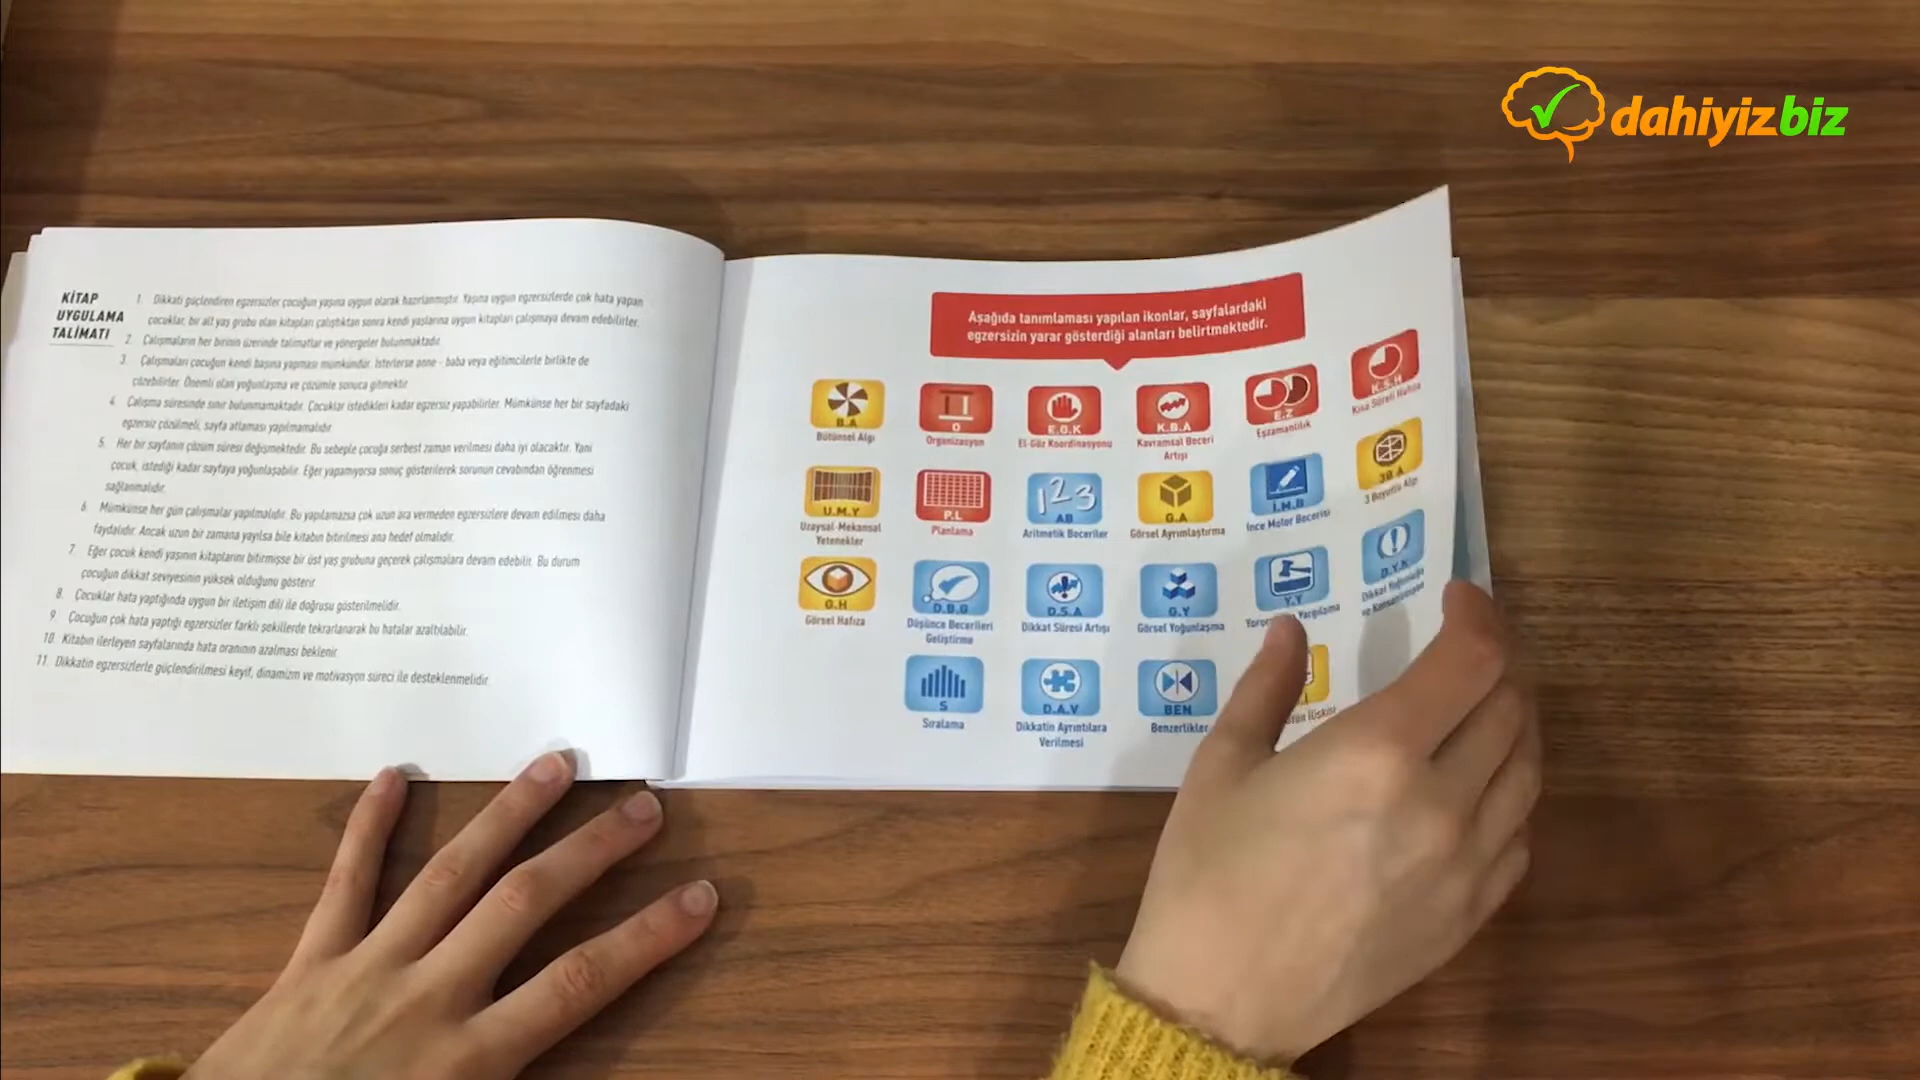 dahiyizbiz
KİTAP
UYGULAMA
TALİMATI
1. Dikkati güçlendiren egzersizler çocuğun yaşına uygun olarak hazırlanmıştır. Yaşına uygun egzersizlerde çok hata yapan
çocuklar, bir alt yaş grubu olan kitapları çalıştıktan sonra kendi yaşlarına uygun kitapları çalışmaya devam edebilirler.
2. Çalışmaların her birinin üzerinde talimatlar ve yönergeler bulunmaktadır.
3. Çalışmaları çocuğun kendi başına yapması mümkündür. İsterlerse anne - baba veya eğitimcilerle birlikte de
çözebilirler. Önemli olan yoğunlaşma ve çözümle sonuca gitmektir.
4. Çalışma süresinde sınır bulunmamaktadır. Çocuklar istedikleri kadar egzersiz yapabilirler. Mümkünse her bir sayfadaki
egzersiz çözülmeli, sayfa atlaması yapılmamalıdır.
5. Her bir sayfanın çözüm süresi değişmektedir. Bu sebeple çocuğa serbest zaman verilmesi daha iyi olacaktır. Yani
çocuk, istediği kadar sayfaya yoğunlaşabilir. Eğer yapamıyorsa sonuç gösterilerek sorunun cevabından öğrenmesi
sağlanmalıdır.
6. Mümkünse her gün çalışmalar yapılmalıdır. Bu yapılamazsa çok uzun ara vermeden egzersizlere devam edilmesi daha
faydalıdır. Ancak uzun bir zamana yayılsa bile kitabın bitirilmesi ana hedef olmalıdır.
7. Eğer çocuk kendi yaşının kitaplarını bitirmişse bir üst yaş grubuna geçerek çalışmalara devam edebilir. Bu durum
çocuğun dikkat seviyesinin yüksek olduğunu gösterir.
8. Çocuklar hata yaptığında uygun bir iletişim dili ile doğrusu gösterilmelidir.
9. Çocuğun çok hata yaptığı egzersizler farklı şekillerde tekrarlanarak bu hatalar azaltılabilir.
10. Kitabın ilerleyen sayfalarında hata oranının azalması beklenir.
11. Dikkatin egzersizlerle güçlendirilmesi keyif, dinamizm ve motivasyon süreci ile desteklenmelidir.
Aşağıda tanımlaması yapılan ikonlar, sayfalardaki
egzersizin yarar gösterdiği alanları belirtmektedir.
B.A
Bütünsel Algı
O
Organizasyon
E.G.K
El-Göz Koordinasyonu
K.B.A
Kavramsal Beceri
Artışı
E.Z
Eşzamanlılık
K.S.H
Kısa Süreli Hafıza
U.M.Y
Uzaysal-Mekansal
Yetenekler
P.L
Planlama
123
AB
Aritmetik Beceriler
G.A
Görsel Ayrımlaştırma
İ.M.B
İnce Motor Becerisi
3B.A
3 Boyutlu Algı
G.H
Görsel Hafıza
D.B.G
Düşünce Becerileri
Geliştirme
D.S.A
Dikkat Süresi Artışı
G.Y
Görsel Yoğunlaşma
Y.Y
Yargılama
D.Y.K
Dikkat Yoğunluğu
ve Konsantrasyon
S
Sıralama
D.A.V
Dikkatin Ayrıntılara
Verilmesi
BEN
Benzerlikler
İlişkisi